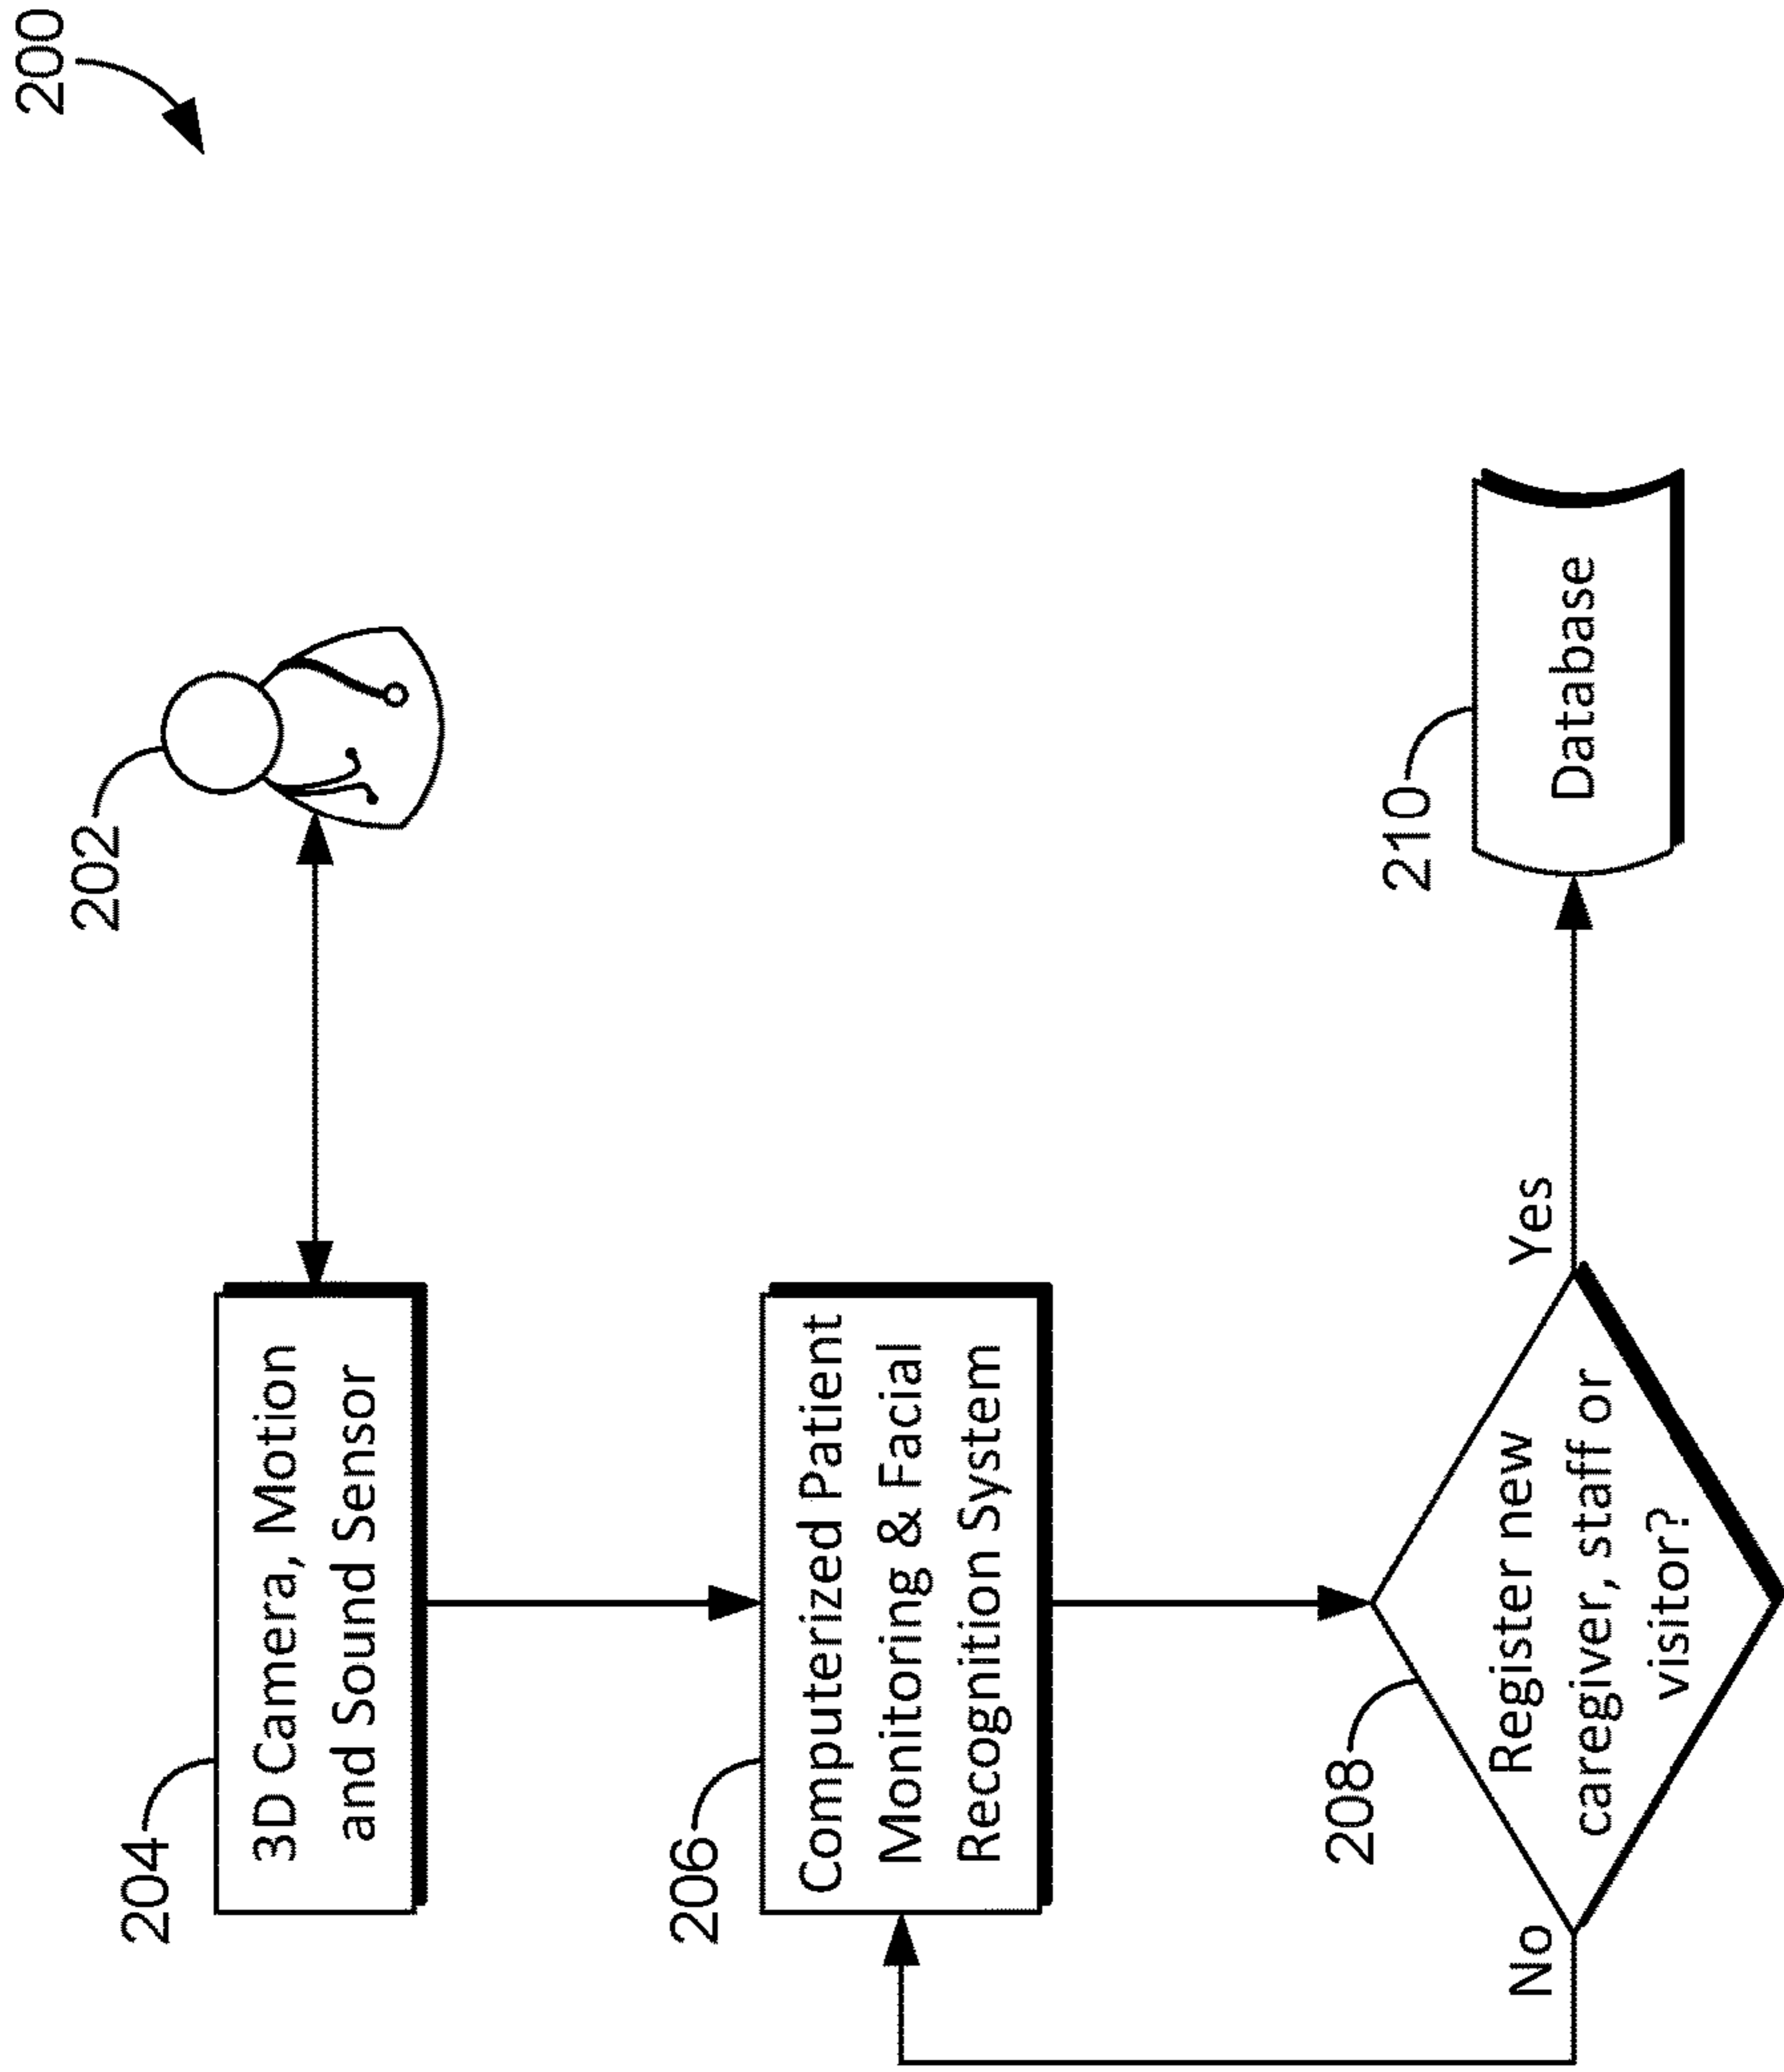 200
202
204
3D Camera, Motion
and Sound Sensor
206
Computerized Patient
Monitoring & Facial
Recognition System
208
Register new
caregiver, staff or
visitor?
No
Yes
210
Database